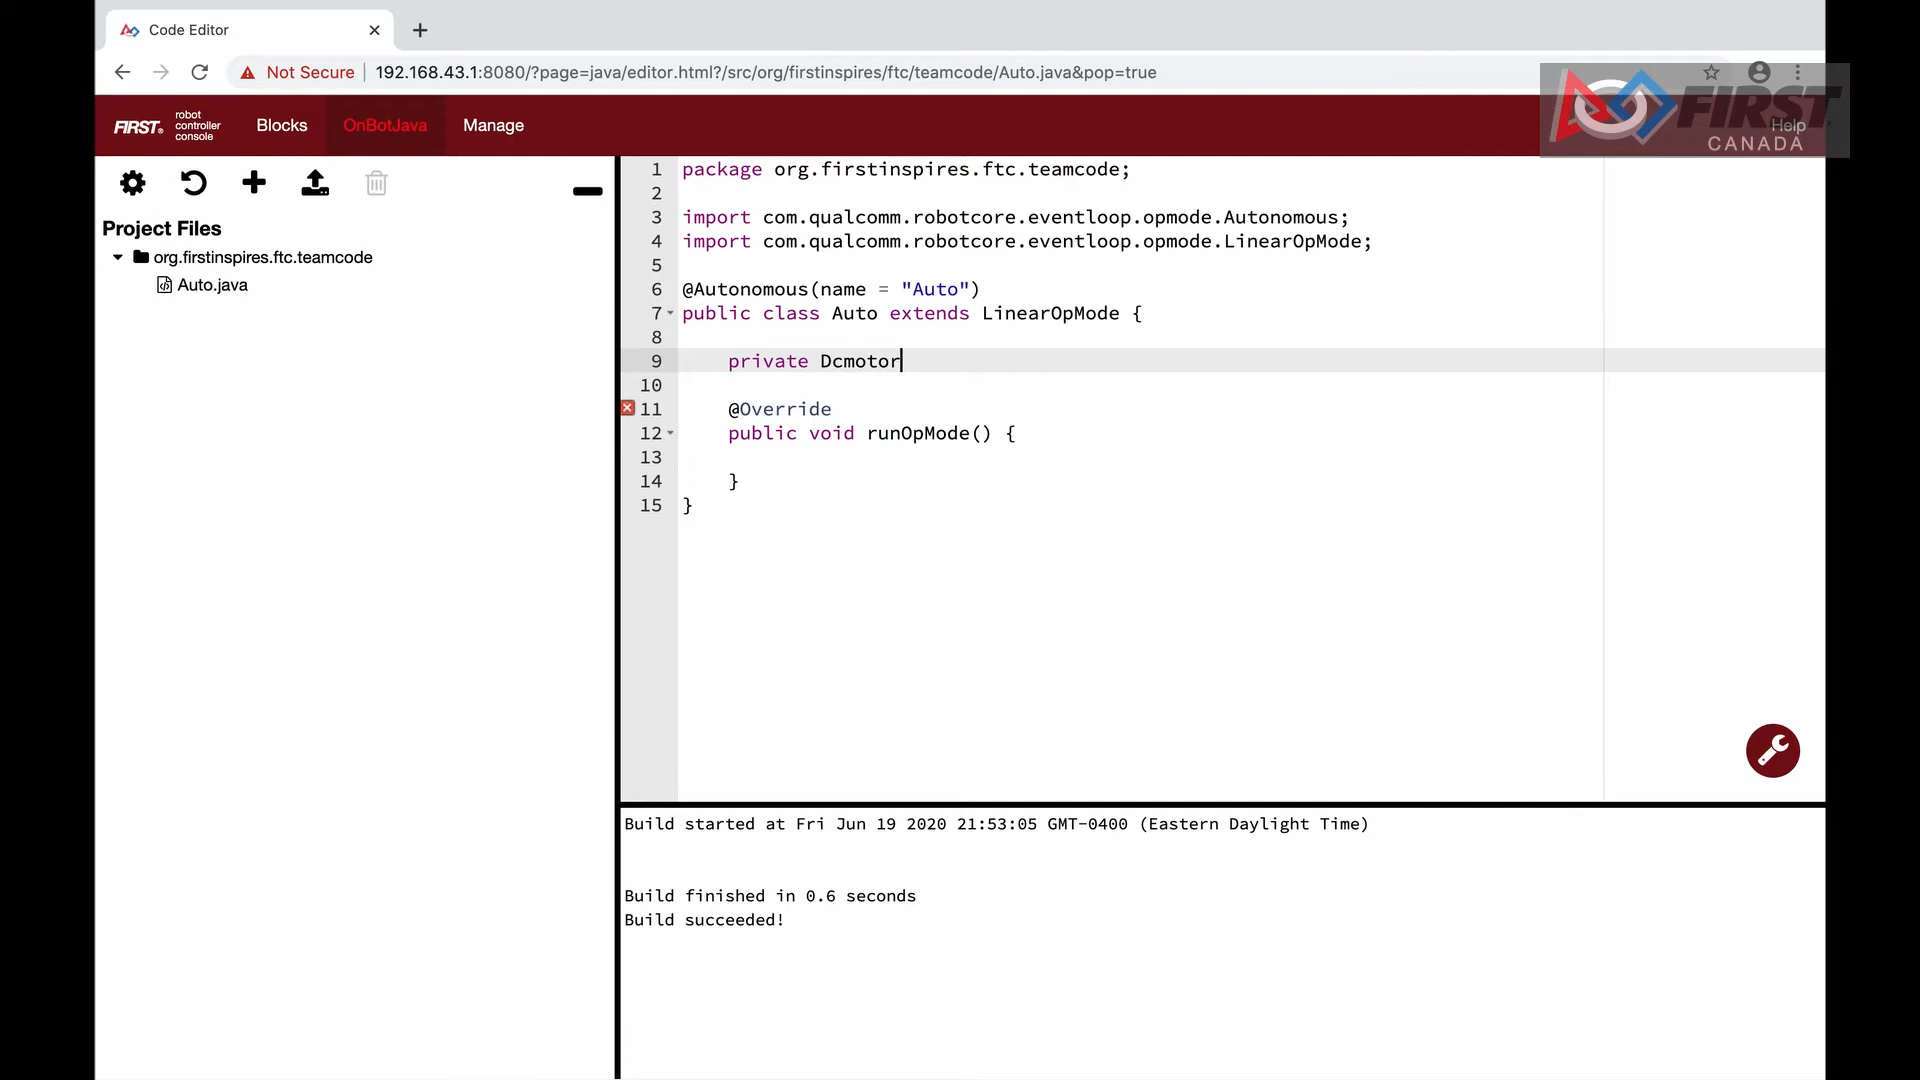 Code Editor
Not Secure
192.168.43.1:8080/?page=java/editor.html?/src/org/firstinspires/ftc/teamcode/Auto.java&pop=true
FIRST
CANADA
Help
FIRST®
robot
controller
console
Blocks
OnBotJava
Manage
Project Files
org.firstinspires.ftc.teamcode
Auto.java
1 package org.firstinspires.ftc.teamcode;
2
3 import com.qualcomm.robotcore.eventloop.opmode.Autonomous;
4 import com.qualcomm.robotcore.eventloop.opmode.LinearOpMode;
5
6 @Autonomous(name = "Auto")
7 public class Auto extends LinearOpMode {
8
9 private Dcmotor
10
11 @Override
12 public void runOpMode() {
13
14 }
15 }
Build started at Fri Jun 19 2020 21:53:05 GMT-0400 (Eastern Daylight Time)
Build finished in 0.6 seconds
Build succeeded!